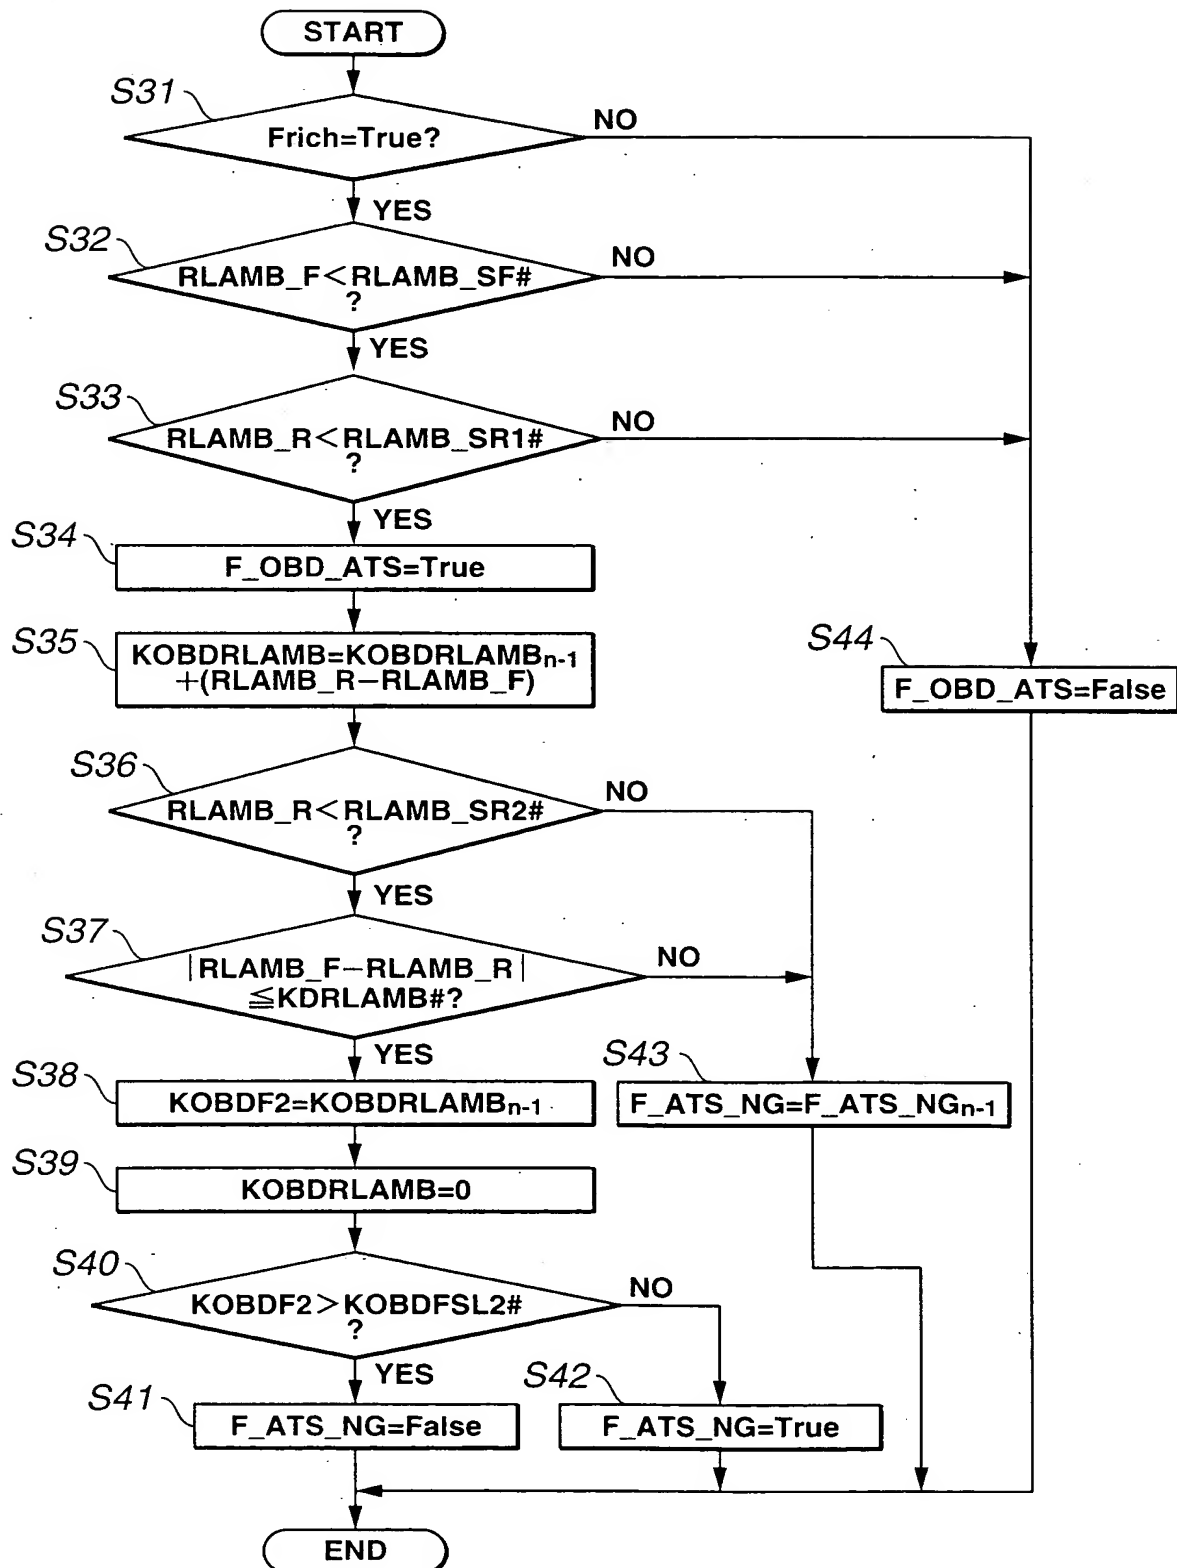 START
S31
Frich=True?
NO
YES
S32
RLAMB_F<RLAMB_SF#
?
NO
YES
S33
RLAMB_R<RLAMB_SR1#
?
NO
YES
S34
F_OBD_ATS=True
S35
KOBDRLAMB=KOBDRLAMBn-1
+(RLAMB_R−RLAMB_F)
S44
F_OBD_ATS=False
S36
RLAMB_R<RLAMB_SR2#
?
NO
YES
S37
|RLAMB_F−RLAMB_R|
≦KDRLAMB#?
NO
YES
S38
KOBDF2=KOBDRLAMBn-1
S43
F_ATS_NG=F_ATS_NGn-1
S39
KOBDRLAMB=0
S40
KOBDF2>KOBDFSL2#
?
NO
YES
S41
F_ATS_NG=False
S42
F_ATS_NG=True
END